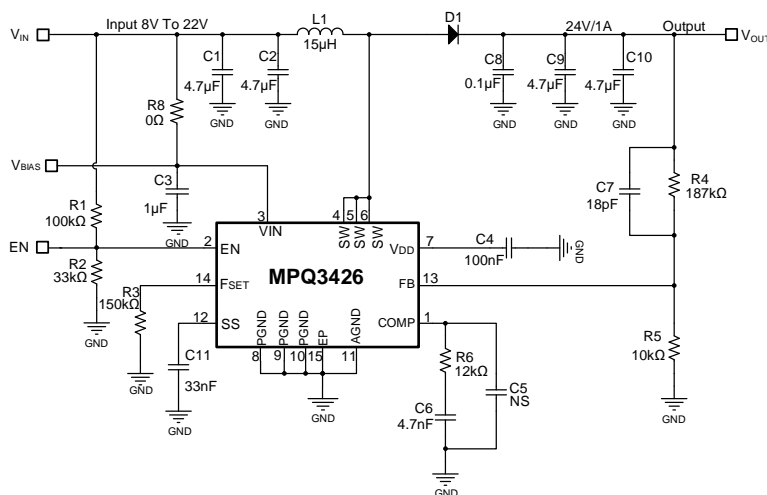 Input 8V To 22V
L1
15μH
D1
24V/1A
Output
VIN
VOUT
C1
4.7μF
GND
C2
4.7μF
GND
C8
0.1μF
GND
C9
4.7μF
GND
C10
4.7μF
GND
R8
0Ω
VBIAS
C3
1μF
GND
R1
100kΩ
EN
R2
33kΩ
GND
C7
18pF
R4
187kΩ
3
VIN
4
5
6
SW
SW
SW
2
EN
7
VDD
C4
100nF
GND
MPQ3426
14
FSET
R3
150kΩ
GND
13
FB
12
SS
C11
33nF
GND
1
COMP
PGND
PGND
PGND
EP
AGND
8
9
10
15
11
GND
R6
12kΩ
C6
4.7nF
C5
NS
GND
R5
10kΩ
GND